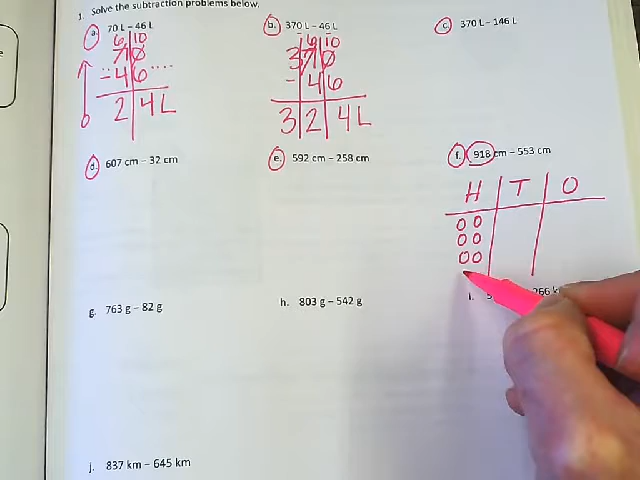 1. Solve the subtraction problems below.
a. 70 L – 46 L
6 10
7 0
– 4 6
2 4 L
b. 370 L – 46 L
6 10
3 7 0
– 4 6
3 2 4 L
c. 370 L – 146 L
d. 607 cm – 32 cm
e. 592 cm – 258 cm
f. 918 cm – 553 cm
H T O
g. 763 g – 82 g
h. 803 g – 542 g
i.
j. 837 km – 645 km